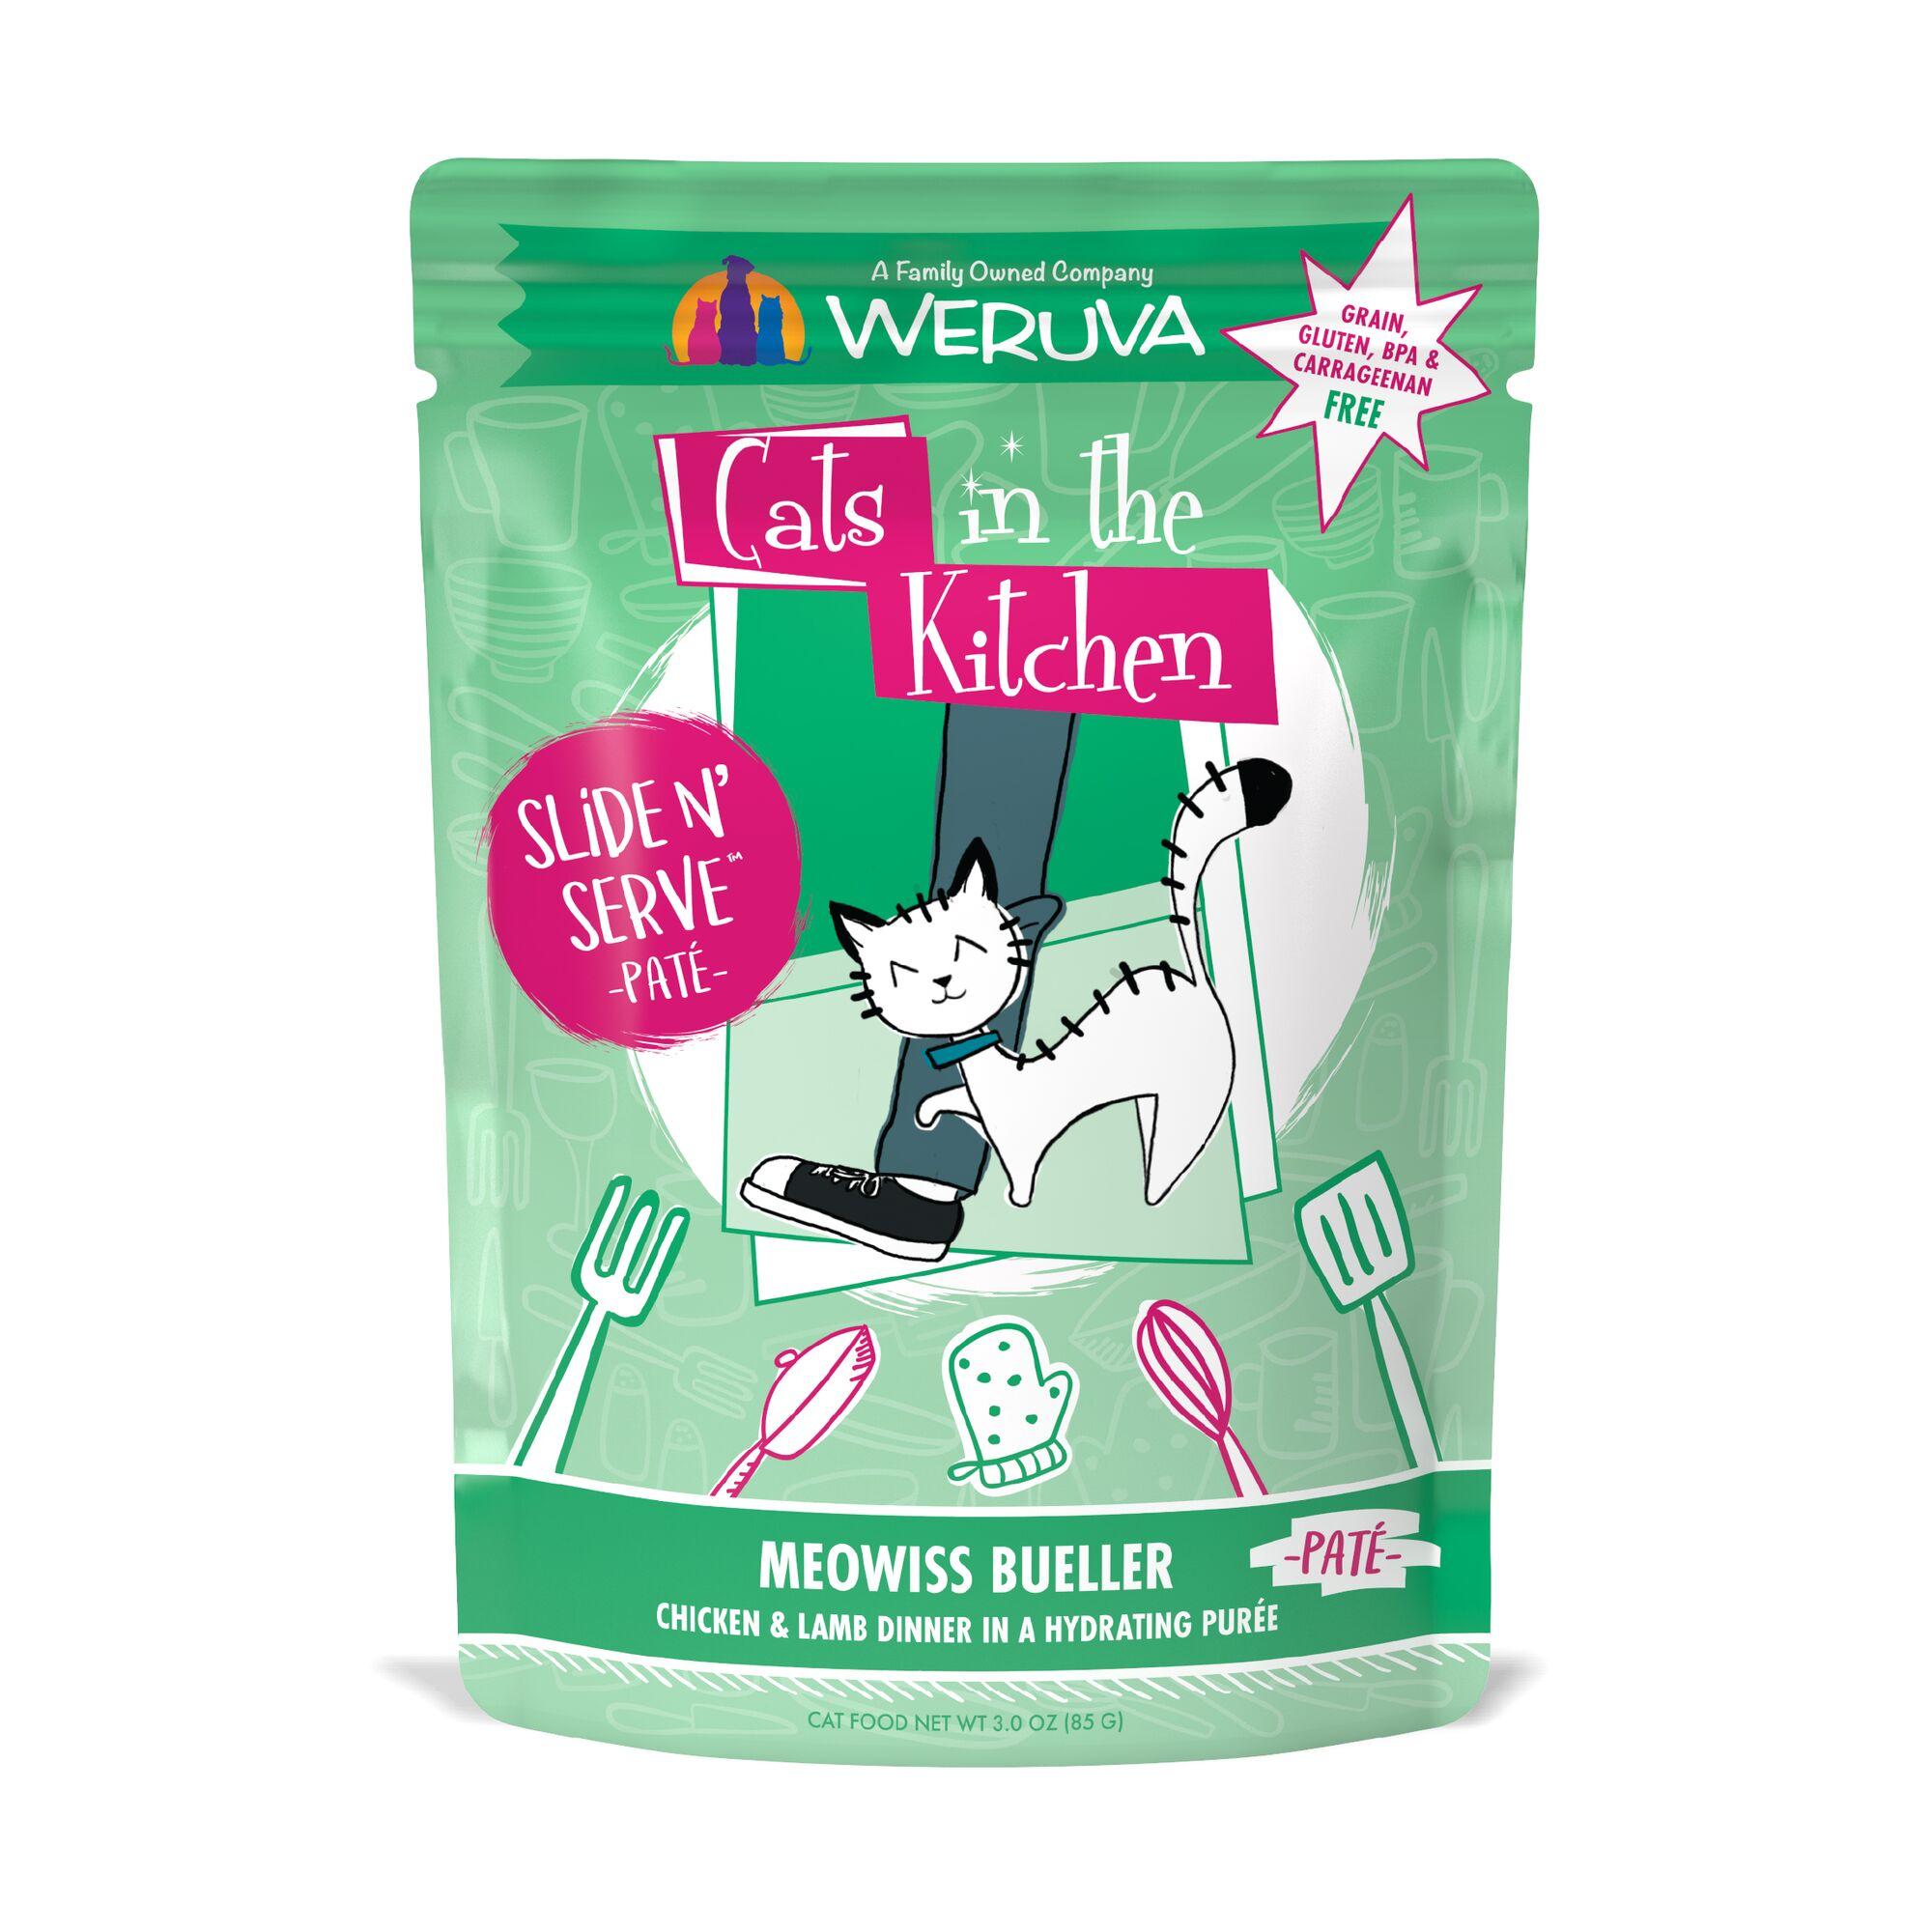 A Family Owned Company
WERUVA
GRAIN,
GLUTEN, BPA &
CARRAGEENAN
FREE
Cats in the
Kitchen
SLiDE N'
SERVE™
-PATÉ-
MEOWISS BUELLER
-PATÉ-
CHICKEN & LAMB DINNER IN A HYDRATING PURÉE
CAT FOOD NET WT 3.0 OZ (85 G)